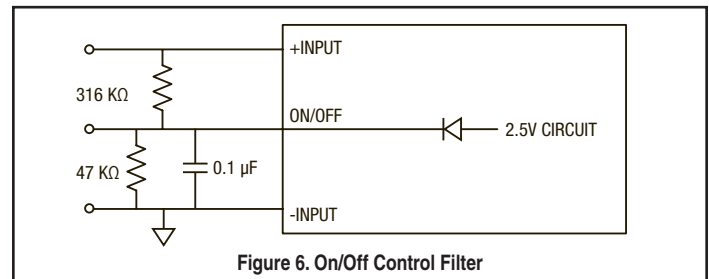 +INPUT
316 KΩ
ON/OFF
2.5V CIRCUIT
47 KΩ
0.1 µF
-INPUT
Figure 6. On/Off Control Filter